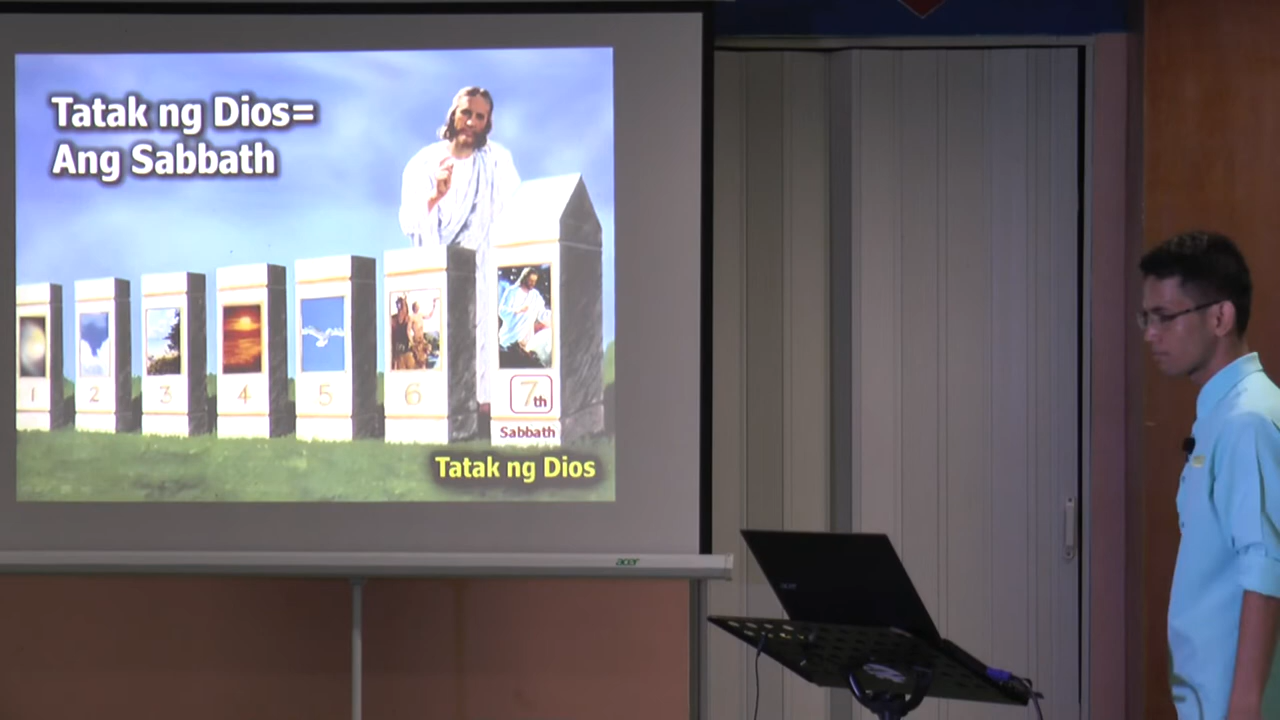 Tatak ng Dios=
Ang Sabbath
1
2
3
4
5
6
7th
Sabbath
Tatak ng Dios
acer